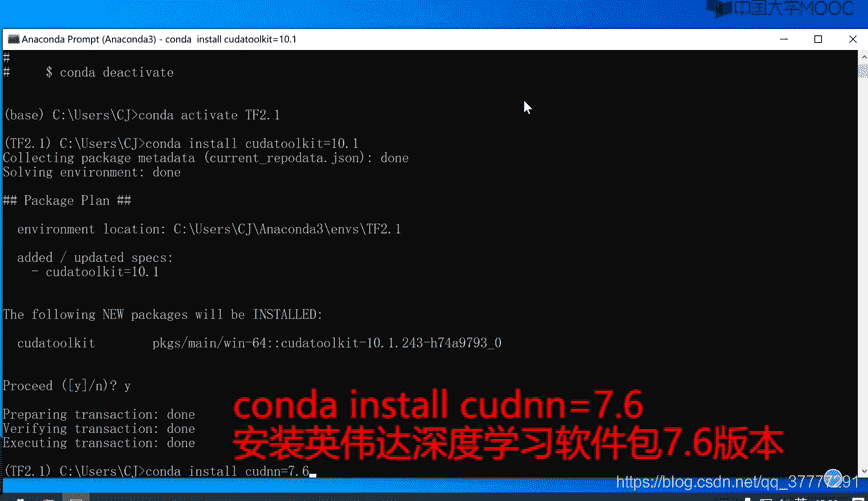 中国大学MOOC
Anaconda Prompt (Anaconda3) - conda  install cudatoolkit=10.1
#
#     $ conda deactivate
(base) C:\Users\CJ>conda activate TF2.1
(TF2.1) C:\Users\CJ>conda install cudatoolkit=10.1
Collecting package metadata (current_repodata.json): done
Solving environment: done
## Package Plan ##
  environment location: C:\Users\CJ\Anaconda3\envs\TF2.1
  added / updated specs:
    - cudatoolkit=10.1
The following NEW packages will be INSTALLED:
  cudatoolkit        pkgs/main/win-64::cudatoolkit-10.1.243-h74a9793_0
Proceed ([y]/n)? y
Preparing transaction: done
Verifying transaction: done
Executing transaction: done
conda install cudnn=7.6
安装英伟达深度学习软件包7.6版本
(TF2.1) C:\Users\CJ>conda install cudnn=7.6_
https://blog.csdn.net/qq_37777291